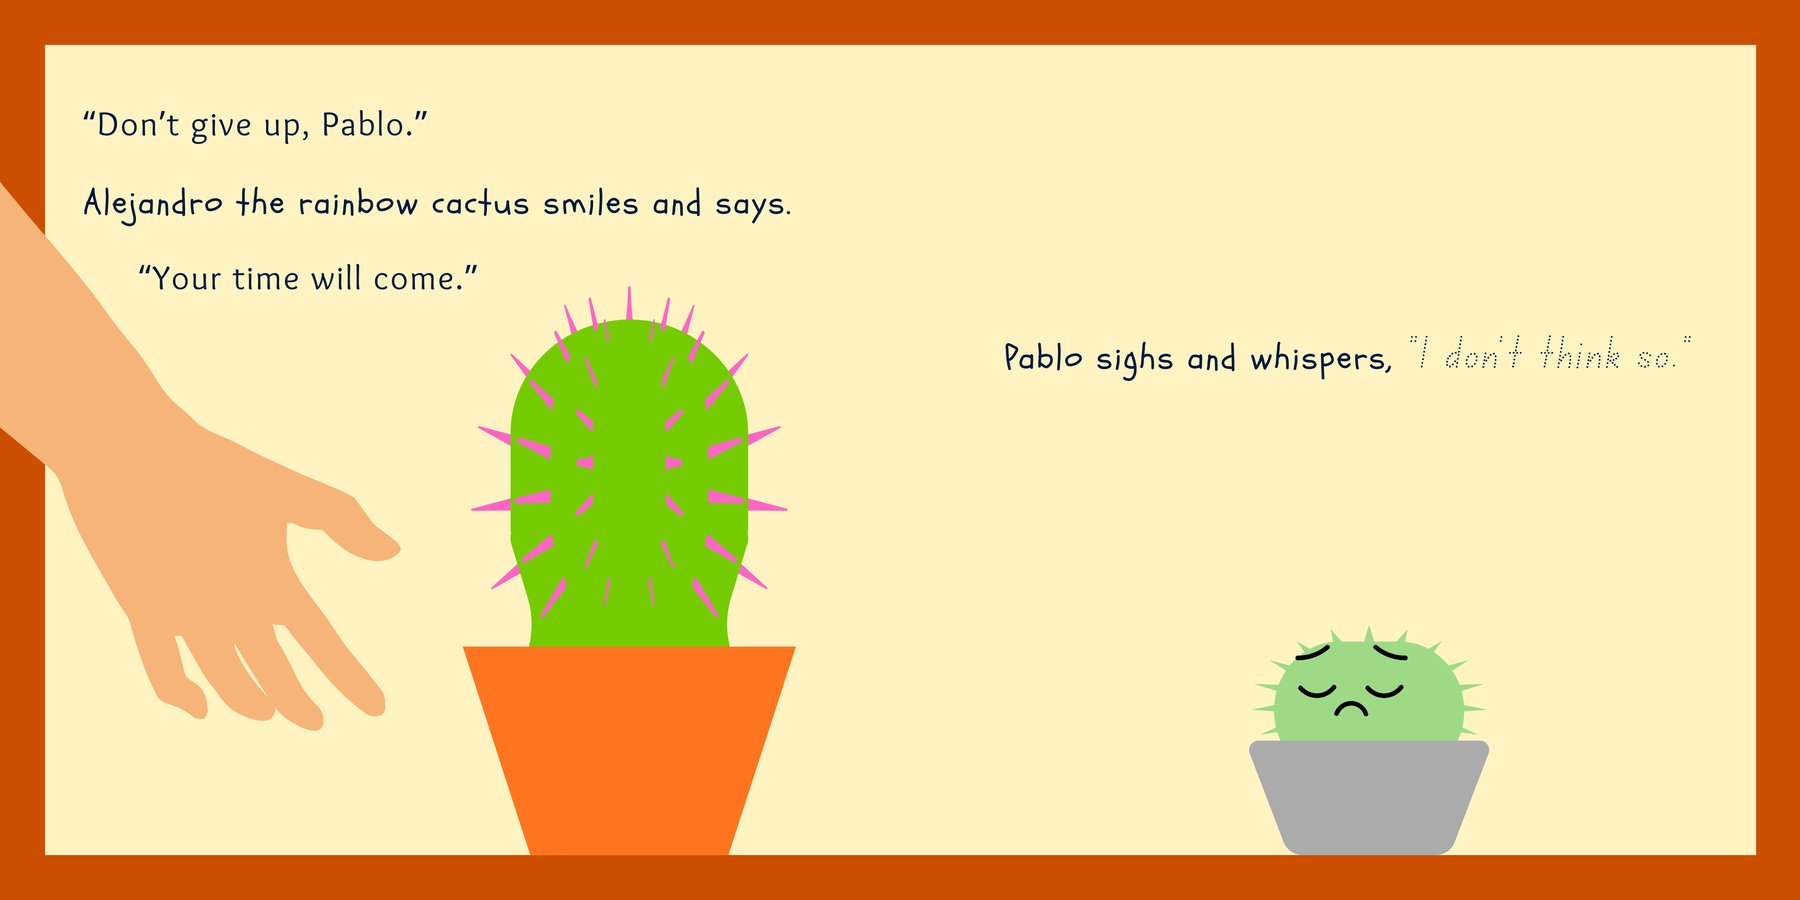 “Don’t give up, Pablo.”
Alejandro the rainbow cactus smiles and says.
“Your time will come.”
Pablo sighs and whispers, "I don't think so."